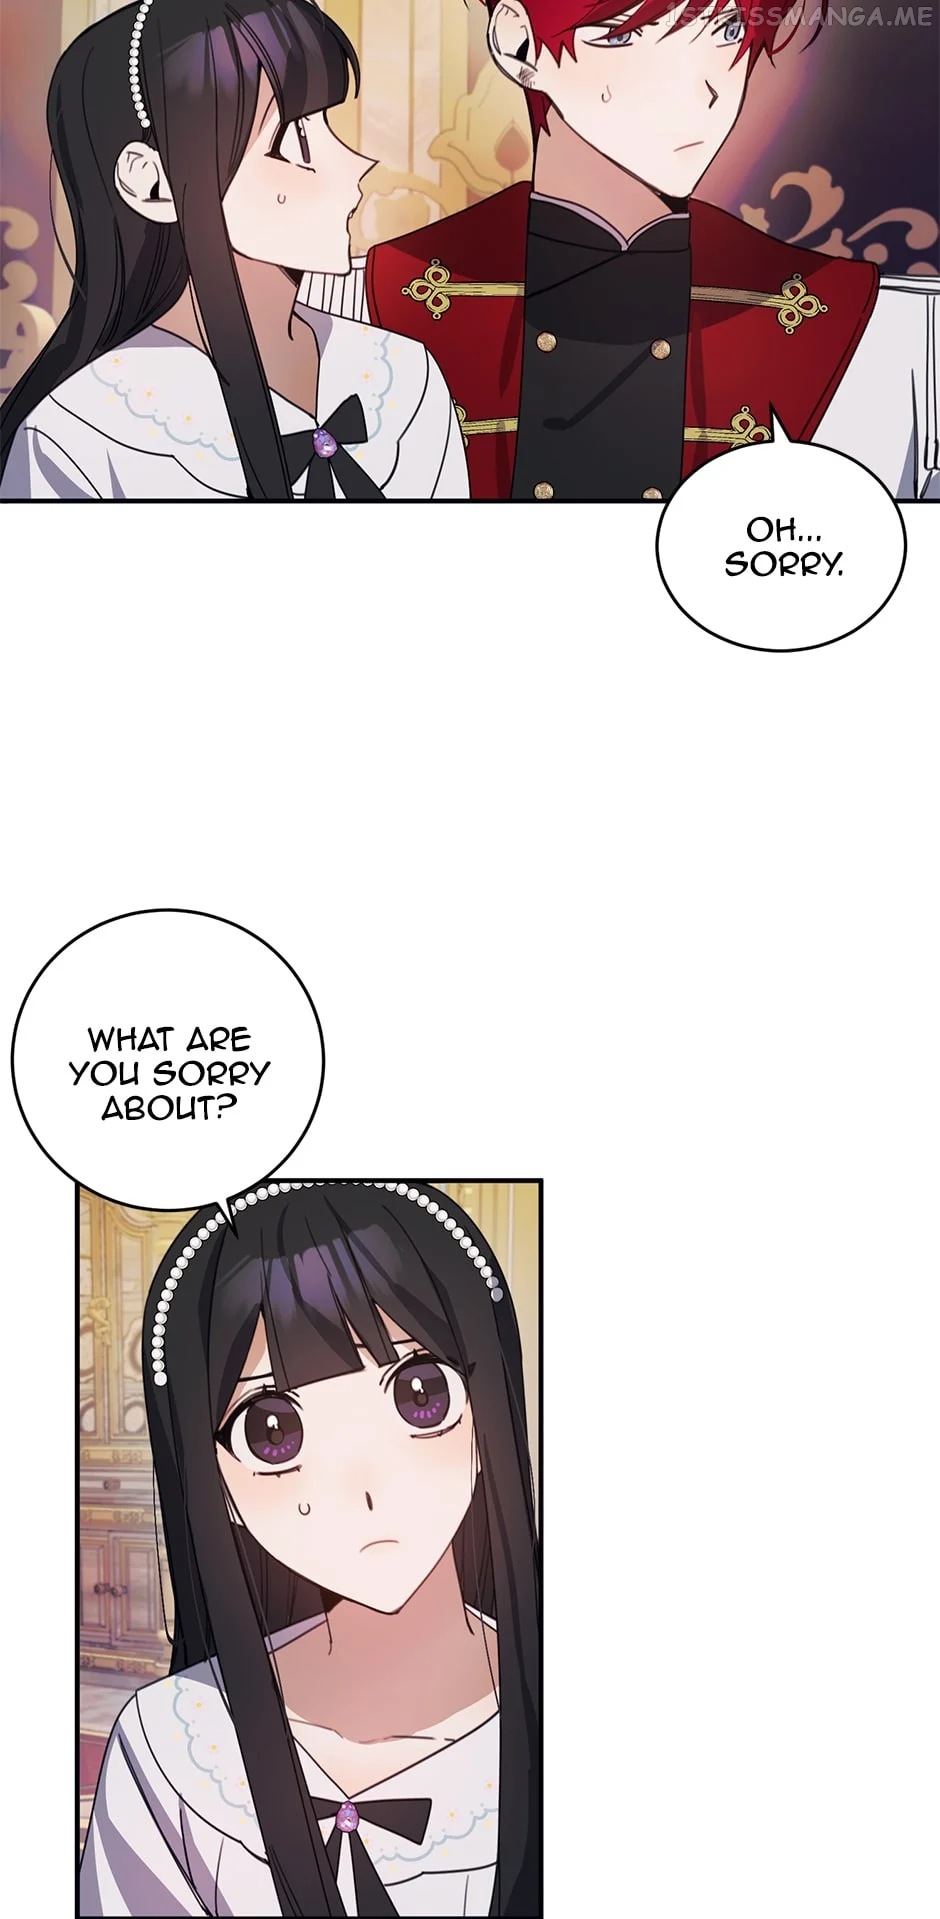 1STKISSMANGA.ME
OH...
SORRY.
WHAT ARE
YOU SORRY
ABOUT?